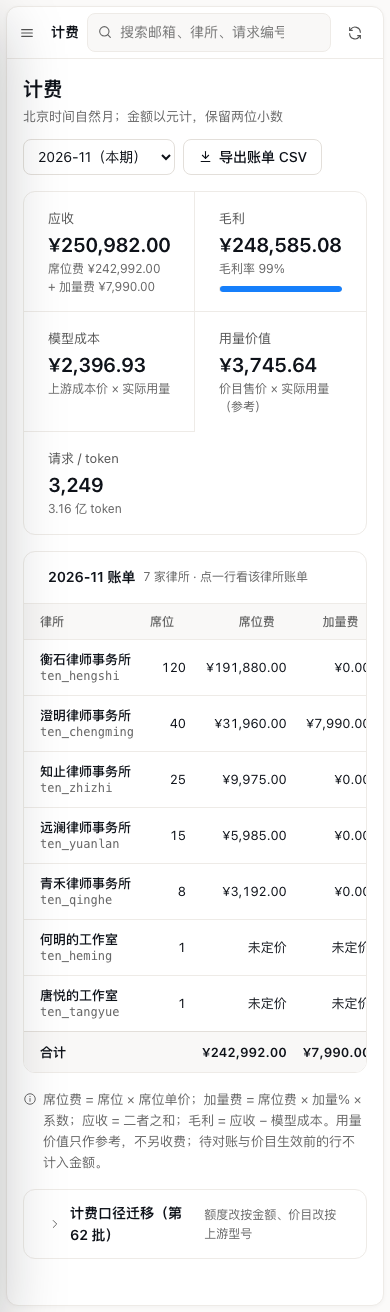 计费
搜索邮箱、律所、请求编号
计费
北京时间自然月；金额以元计，保留两位小数
2026-11（本期）
导出账单 CSV
应收
¥250,982.00
席位费 ¥242,992.00
+ 加量费 ¥7,990.00
毛利
¥248,585.08
毛利率 99%
模型成本
¥2,396.93
上游成本价 × 实际用量
用量价值
¥3,745.64
价目售价 × 实际用量
（参考）
请求 / token
3,249
3.16 亿 token
2026-11 账单 7 家律所 · 点一行看该律所账单
律所 席位 席位费 加量费
衡石律师事务所 120 ¥191,880.00 ¥0.00
ten_hengshi
澄明律师事务所 40 ¥31,960.00 ¥7,990.00
ten_chengming
知止律师事务所 25 ¥9,975.00 ¥0.00
ten_zhizhi
远澜律师事务所 15 ¥5,985.00 ¥0.00
ten_yuanlan
青禾律师事务所 8 ¥3,192.00 ¥0.00
ten_qinghe
何明的工作室 1 未定价 未定价
ten_heming
唐悦的工作室 1 未定价 未定价
ten_tangyue
合计 ¥242,992.00 ¥7,990.00
席位费 = 席位 × 席位单价；加量费 = 席位费 × 加量% ×
系数；应收 = 二者之和；毛利 = 应收 − 模型成本。用量
价值只作参考，不另收费；待对账与价目生效前的行不
计入金额。
计费口径迁移（第
62 批）
额度改按金额、价目改按
上游型号